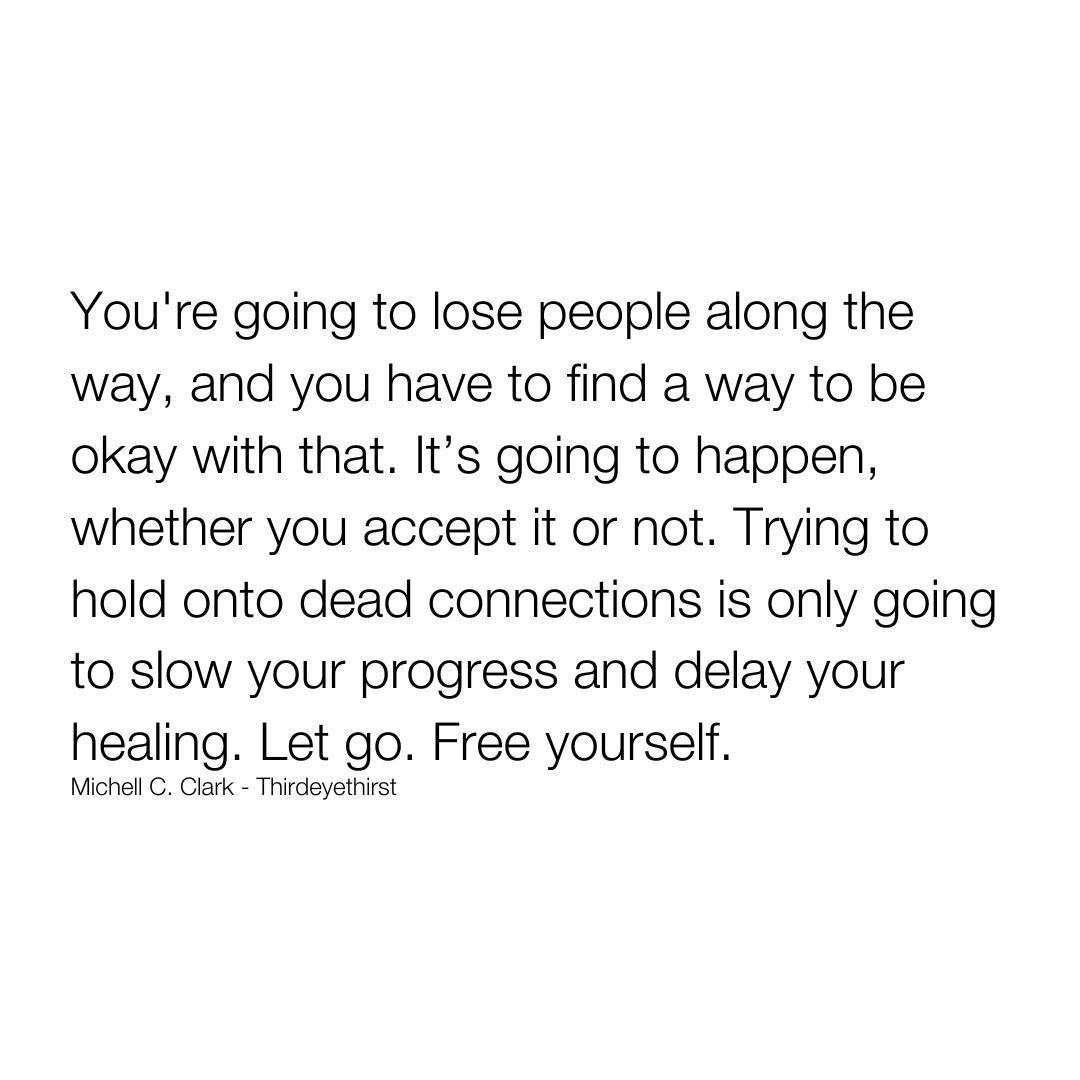 You're going to lose people along the
way, and you have to find a way to be
okay with that. It’s going to happen,
whether you accept it or not. Trying to
hold onto dead connections is only going
to slow your progress and delay your
healing. Let go. Free yourself.
Michell C. Clark - Thirdeyethirst